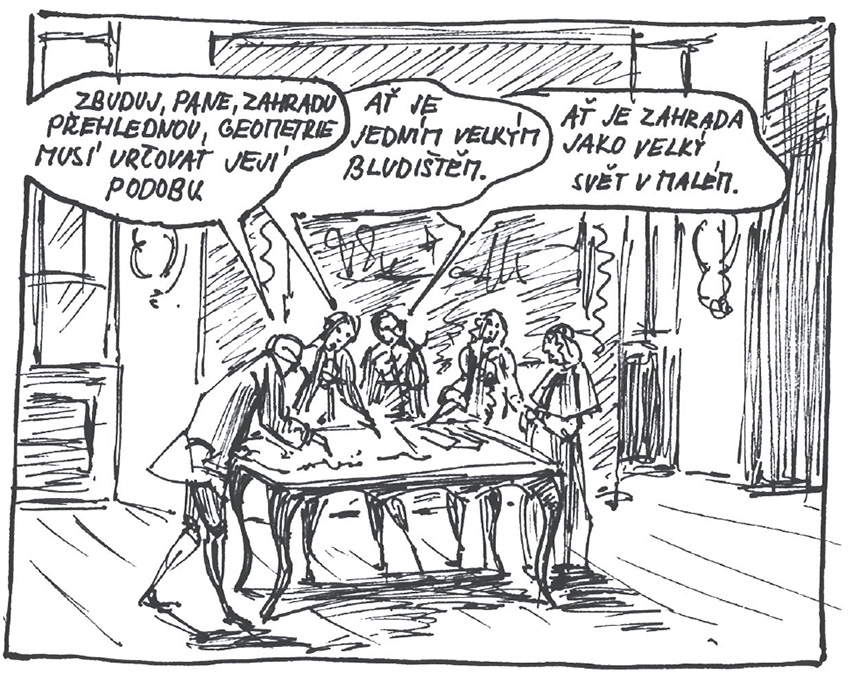 ZBUDUJ, PANE, ZAHRADU
PŘEHLEDNOU, GEOMETRIE
MUSÍ URČOVAT JEJÍ
PODOBU.
AŤ JE
JEDNÍM VELKÝM
BLUDIŠTĚM.
AŤ JE ZAHRADA
JAKO VELKÝ
SVĚT V MALÉM.